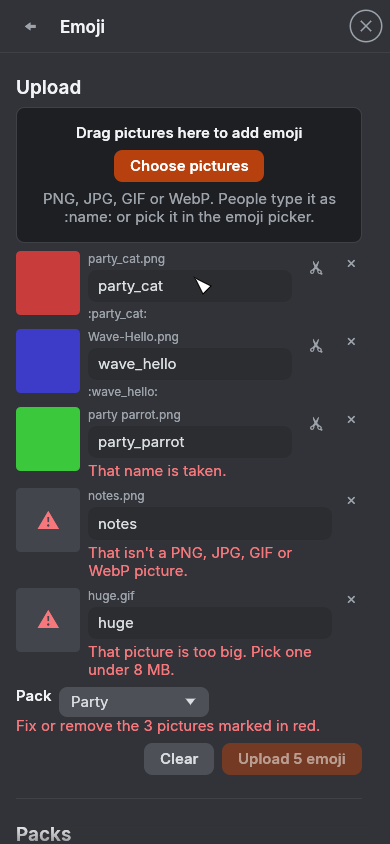 Emoji
Upload
Drag pictures here to add emoji
Choose pictures
PNG, JPG, GIF or WebP. People type it as
:name: or pick it in the emoji picker.
party_cat.png
party_cat
:party_cat:
Wave-Hello.png
wave_hello
:wave_hello:
party parrot.png
party_parrot
That name is taken.
notes.png
notes
That isn't a PNG, JPG, GIF or
WebP picture.
huge.gif
huge
That picture is too big. Pick one
under 8 MB.
Pack
Party
Fix or remove the 3 pictures marked in red.
Clear
Upload 5 emoji
Packs